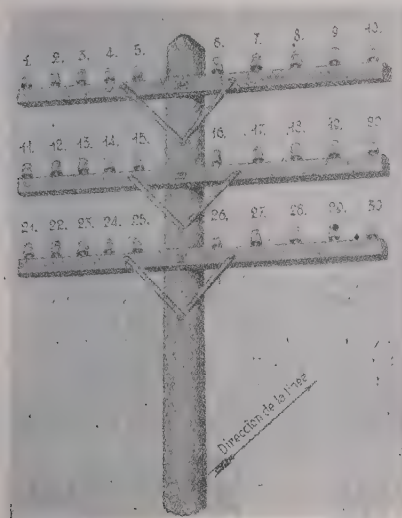 1. 2. 3. 4. 5. 6. 7. 8. 9. 10.
11. 12. 13. 14. 15. 16. 17. 18. 19. 20
21. 22. 23. 24. 25. 26. 27. 28. 29. 30
Dirección de la línea